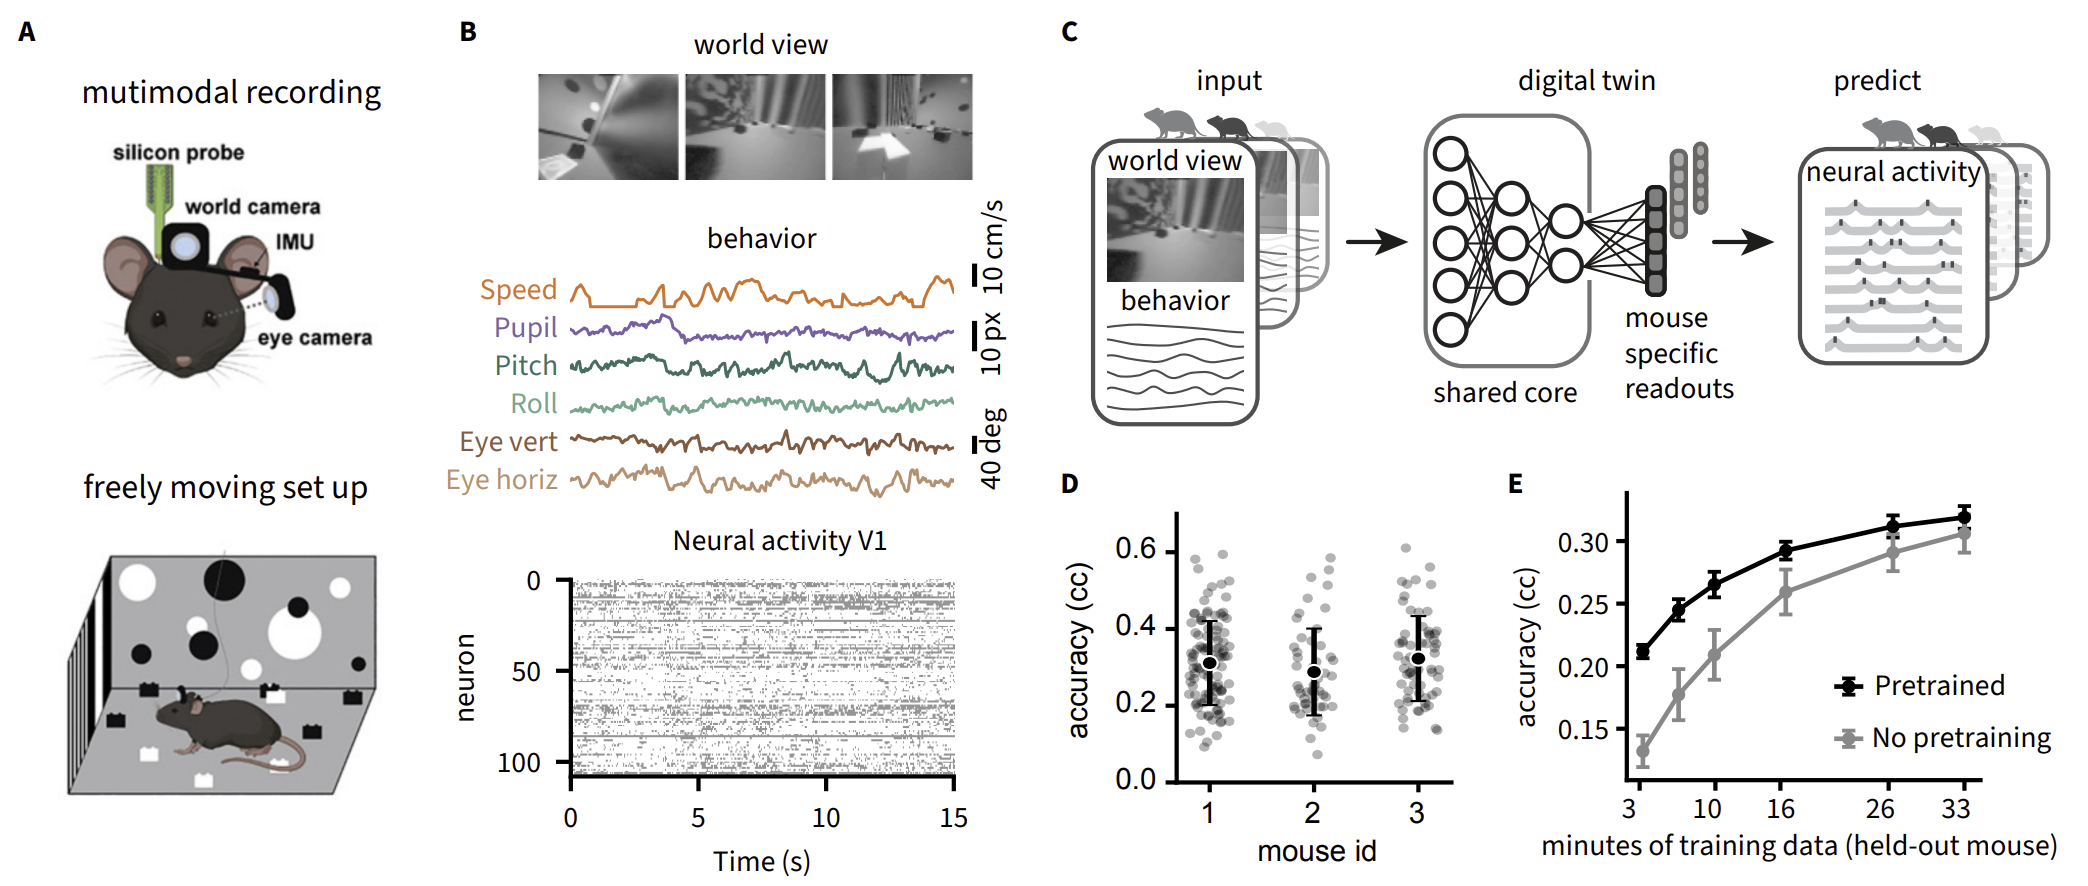 A
mutimodal recording
silicon probe
world camera
IMU
eye camera
freely moving set up
B
world view
behavior
Speed
Pupil
Pitch
Roll
Eye vert
Eye horiz
10 cm/s
10 px
40 deg
Neural activity V1
neuron
0
50
100
0 5 10 15
Time (s)
C
input
digital twin
predict
world view
behavior
shared core
mouse
specific
readouts
neural activity
D
accuracy (cc)
0.6
0.4
0.2
0.0
1 2 3
mouse id
E
accuracy (cc)
0.30
0.25
0.20
0.15
Pretrained
No pretraining
3 10 16 26 33
minutes of training data (held-out mouse)